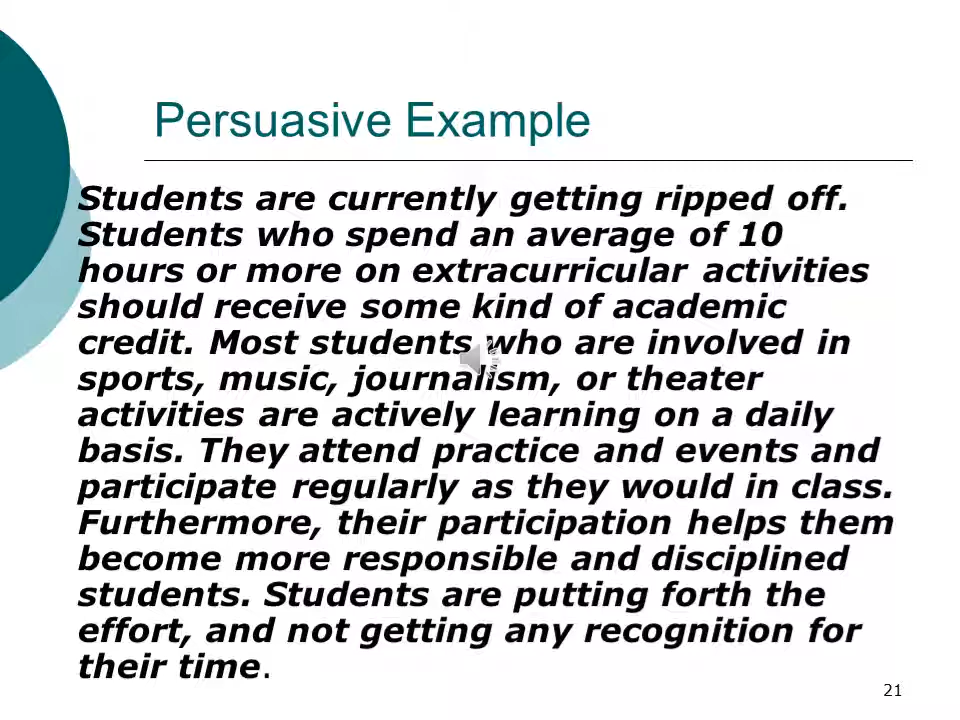 Persuasive Example
Students are currently getting ripped off.
Students who spend an average of 10
hours or more on extracurricular activities
should receive some kind of academic
credit. Most students who are involved in
sports, music, journalism, or theater
activities are actively learning on a daily
basis. They attend practice and events and
participate regularly as they would in class.
Furthermore, their participation helps them
become more responsible and disciplined
students. Students are putting forth the
effort, and not getting any recognition for
their time.
21